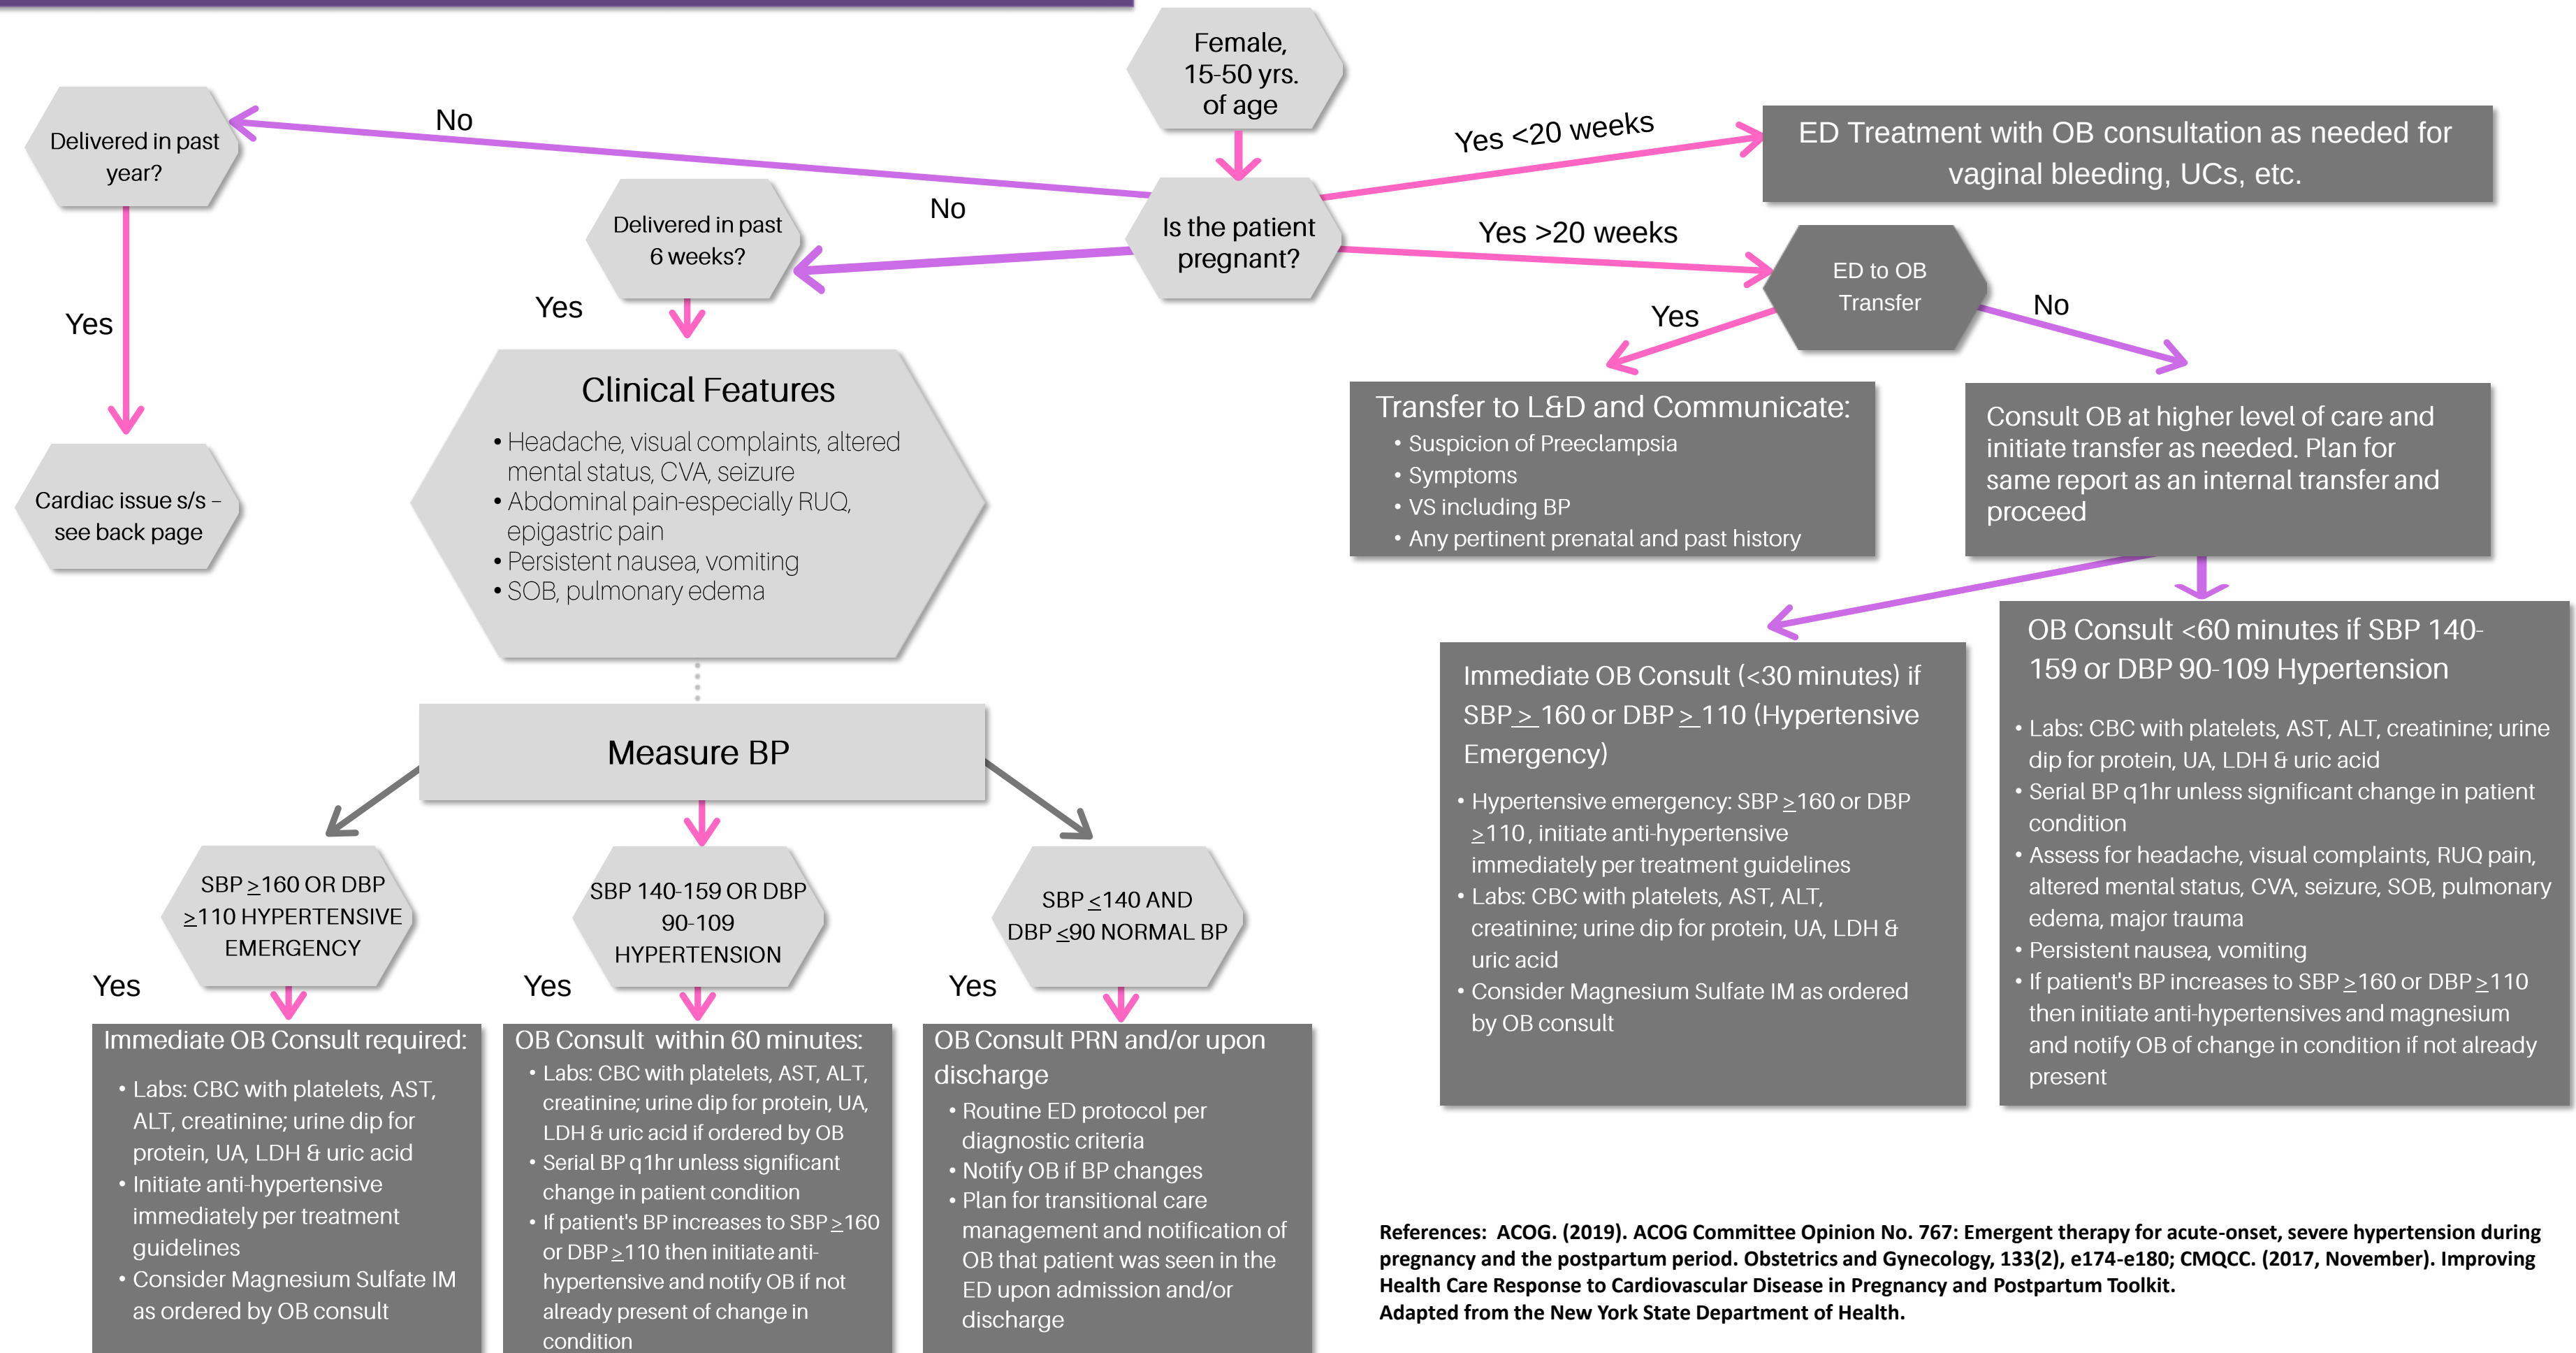 Female,
15-50 yrs.
of age
No
Delivered in past
year?
Yes
Cardiac issue s/s –
see back page
Is the patient
pregnant?
No
Delivered in past
6 weeks?
Yes
Clinical Features
• Headache, visual complaints, altered
mental status, CVA, seizure
• Abdominal pain-especially RUQ,
epigastric pain
• Persistent nausea, vomiting
• SOB, pulmonary edema
Measure BP
SBP ≥160 OR DBP
≥110 HYPERTENSIVE
EMERGENCY
Yes
Immediate OB Consult required:
• Labs: CBC with platelets, AST,
ALT, creatinine; urine dip for
protein, UA, LDH & uric acid
• Initiate anti-hypertensive
immediately per treatment
guidelines
• Consider Magnesium Sulfate IM
as ordered by OB consult
SBP 140-159 OR DBP
90-109
HYPERTENSION
Yes
OB Consult within 60 minutes:
• Labs: CBC with platelets, AST, ALT,
creatinine; urine dip for protein, UA,
LDH & uric acid if ordered by OB
• Serial BP q1hr unless significant
change in patient condition
• If patient's BP increases to SBP ≥160
or DBP ≥110 then initiate anti-
hypertensive and notify OB if not
already present of change in
condition
SBP ≤140 AND
DBP ≤90 NORMAL BP
Yes
OB Consult PRN and/or upon
discharge
• Routine ED protocol per
diagnostic criteria
• Notify OB if BP changes
• Plan for transitional care
management and notification of
OB that patient was seen in the
ED upon admission and/or
discharge
Yes <20 weeks
ED Treatment with OB consultation as needed for
vaginal bleeding, UCs, etc.
Yes >20 weeks
ED to OB
Transfer
Yes
Transfer to L&D and Communicate:
• Suspicion of Preeclampsia
• Symptoms
• VS including BP
• Any pertinent prenatal and past history
No
Consult OB at higher level of care and
initiate transfer as needed. Plan for
same report as an internal transfer and
proceed
Immediate OB Consult (<30 minutes) if
SBP ≥ 160 or DBP ≥ 110 (Hypertensive
Emergency)
• Hypertensive emergency: SBP ≥160 or DBP
≥110 , initiate anti-hypertensive
immediately per treatment guidelines
• Labs: CBC with platelets, AST, ALT,
creatinine; urine dip for protein, UA, LDH &
uric acid
• Consider Magnesium Sulfate IM as ordered
by OB consult
OB Consult <60 minutes if SBP 140-
159 or DBP 90-109 Hypertension
• Labs: CBC with platelets, AST, ALT, creatinine; urine
dip for protein, UA, LDH & uric acid
• Serial BP q1hr unless significant change in patient
condition
• Assess for headache, visual complaints, RUQ pain,
altered mental status, CVA, seizure, SOB, pulmonary
edema, major trauma
• Persistent nausea, vomiting
• If patient's BP increases to SBP ≥160 or DBP ≥110
then initiate anti-hypertensives and magnesium
and notify OB of change in condition if not already
present
References: ACOG. (2019). ACOG Committee Opinion No. 767: Emergent therapy for acute-onset, severe hypertension during
pregnancy and the postpartum period. Obstetrics and Gynecology, 133(2), e174-e180; CMQCC. (2017, November). Improving
Health Care Response to Cardiovascular Disease in Pregnancy and Postpartum Toolkit.
Adapted from the New York State Department of Health.